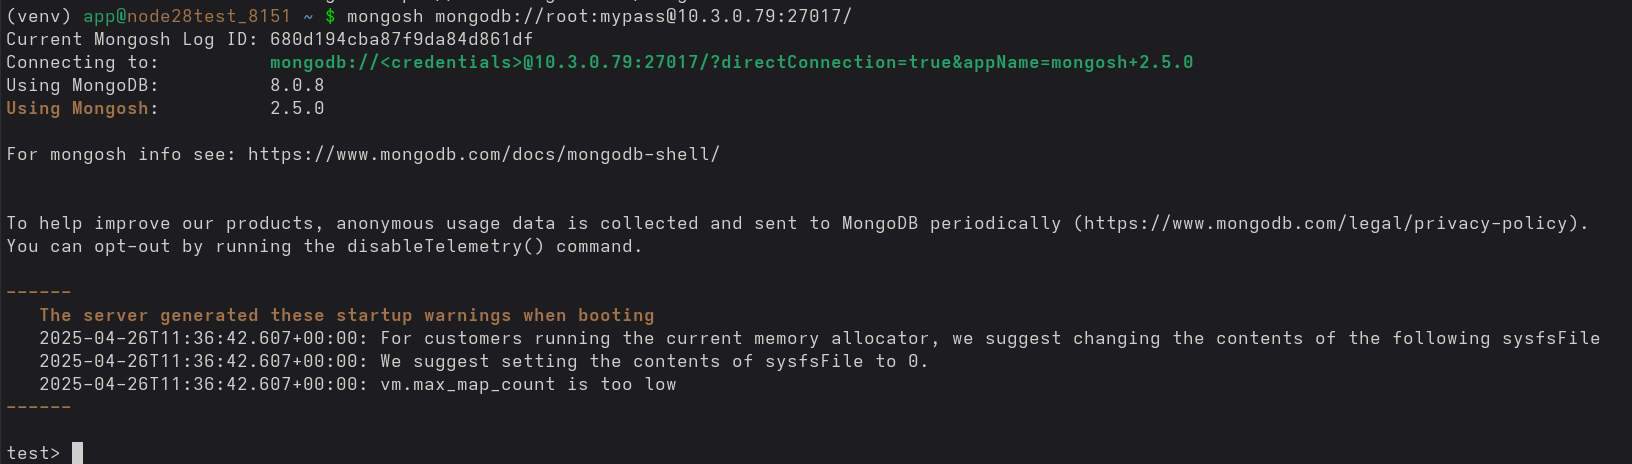 (venv) app@node28test_8151 ~ $ mongosh mongodb://root:mypass@10.3.0.79:27017/
Current Mongosh Log ID: 680d194cba87f9da84d861df
Connecting to:          mongodb://<credentials>@10.3.0.79:27017/?directConnection=true&appName=mongosh+2.5.0
Using MongoDB:          8.0.8
Using Mongosh:          2.5.0
For mongosh info see: https://www.mongodb.com/docs/mongodb-shell/
To help improve our products, anonymous usage data is collected and sent to MongoDB periodically (https://www.mongodb.com/legal/privacy-policy).
You can opt-out by running the disableTelemetry() command.
------
The server generated these startup warnings when booting
2025-04-26T11:36:42.607+00:00: For customers running the current memory allocator, we suggest changing the contents of the following sysfsFile
2025-04-26T11:36:42.607+00:00: We suggest setting the contents of sysfsFile to 0.
2025-04-26T11:36:42.607+00:00: vm.max_map_count is too low
------
test>